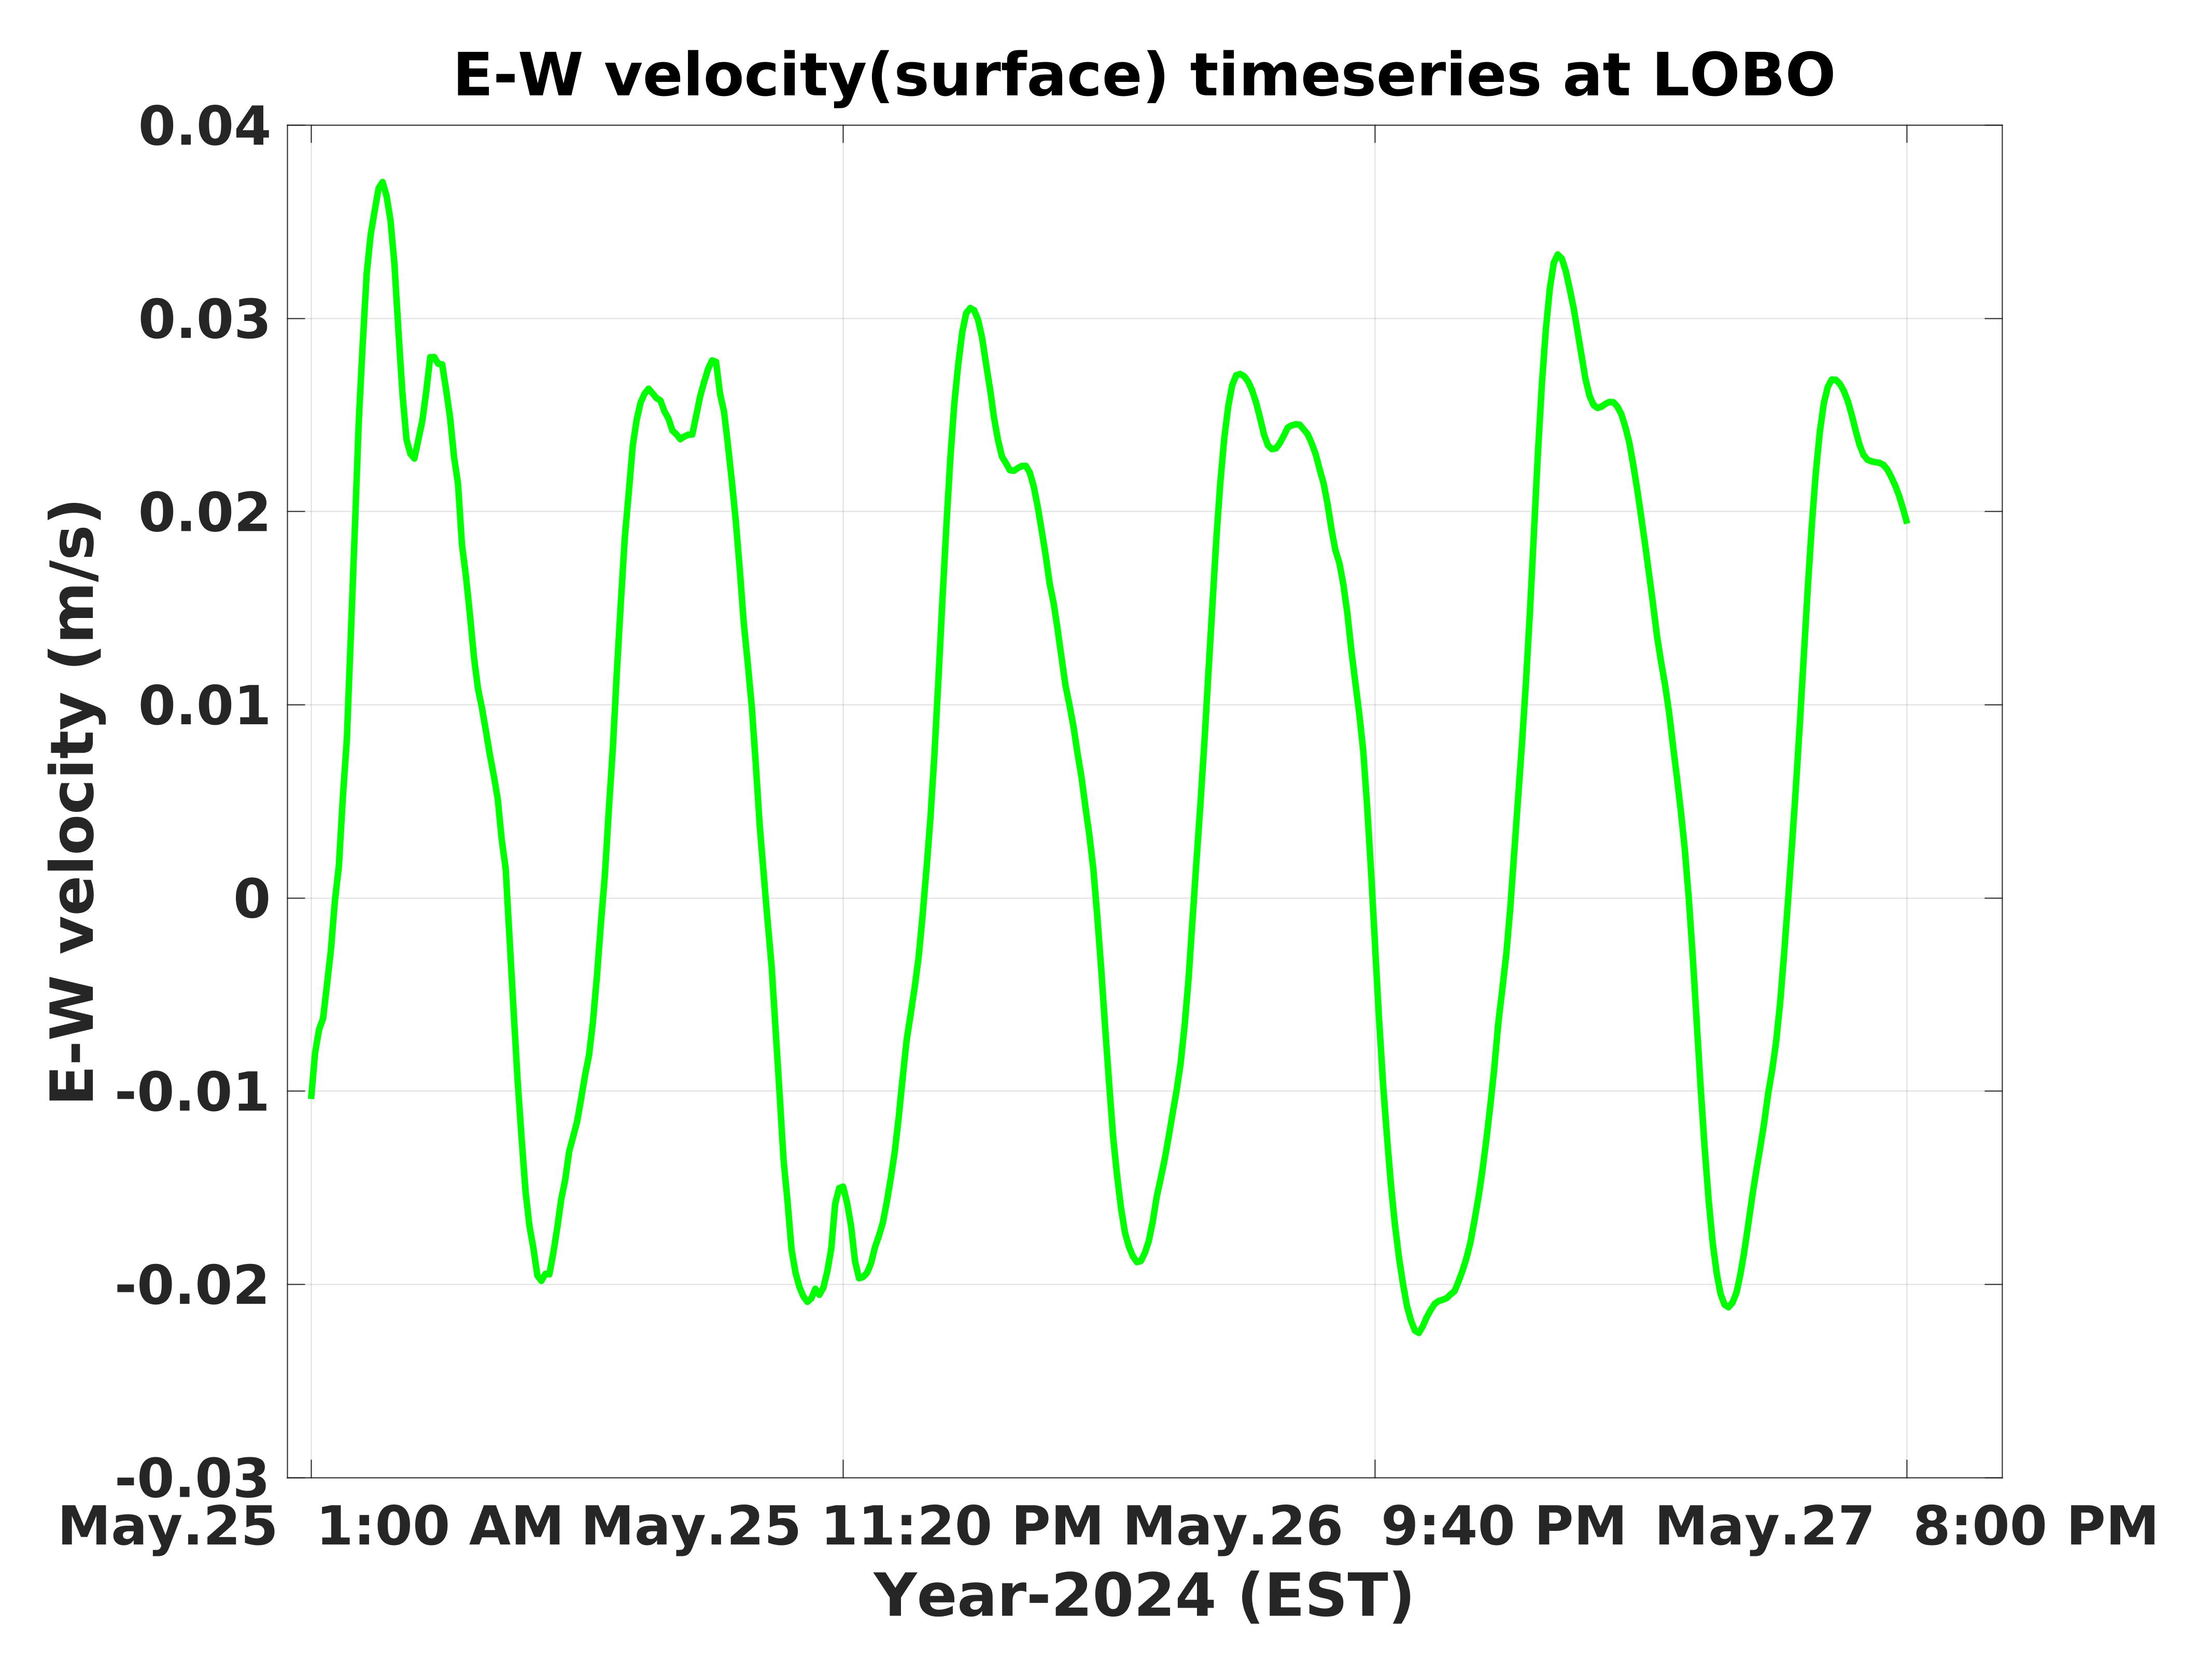 E-W velocity(surface) timeseries at LOBO
E-W velocity (m/s)
0.04
0.03
0.02
0.01
0
-0.01
-0.02
-0.03
May.25 1:00 AM May.25 11:20 PM May.26 9:40 PM May.27 8:00 PM
Year-2024 (EST)